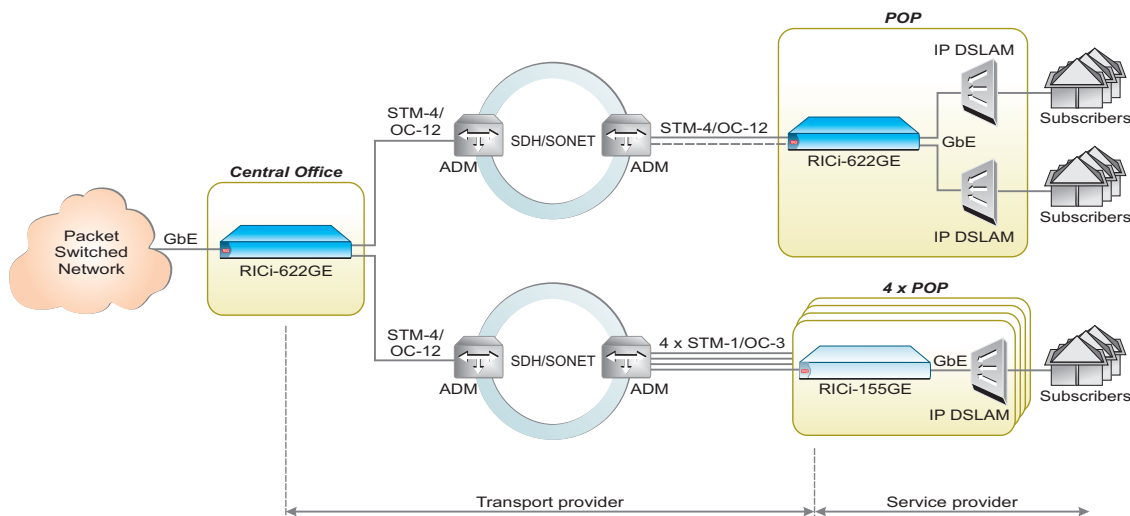 POP
IP DSLAM
Subscribers
STM-4/
OC-12
SDH/SONET
ADM
ADM
STM-4/OC-12
RICi-622GE
GbE
IP DSLAM
Subscribers
Central Office
Packet
Switched
Network
GbE
RICi-622GE
4 x POP
STM-4/
OC-12
SDH/SONET
ADM
ADM
4 x STM-1/OC-3
RICi-155GE
GbE
IP DSLAM
Subscribers
Transport provider
Service provider